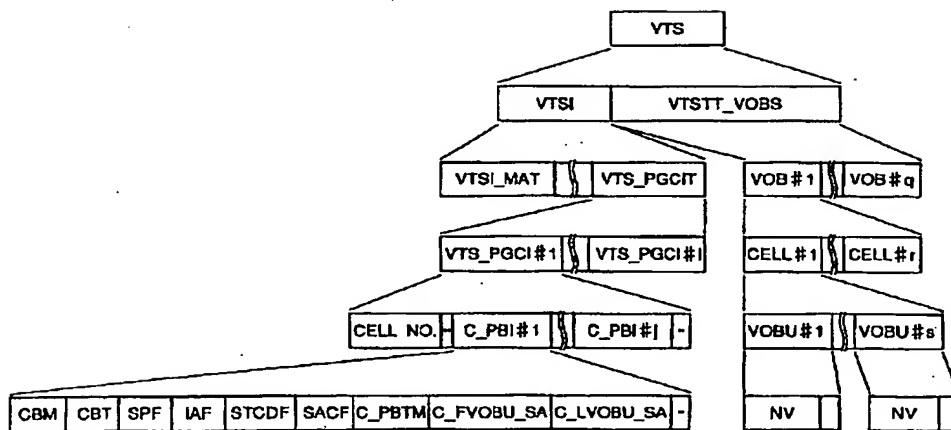 VTS
VTSI VTSTT_VOBS
VTSI_MAT VTS_PGCIT VOB#1 VOB#q
VTS_PGCI#1 VTS_PGCI#i CELL#1 CELL#r
CELL NO. - C_PBI#1 C_PBI#j - VOBU#1 VOBU#s
CBM CBT SPF IAF STCDF SACF C_PBTM C_FVOBU_SA C_LVOBU_SA - NV NV